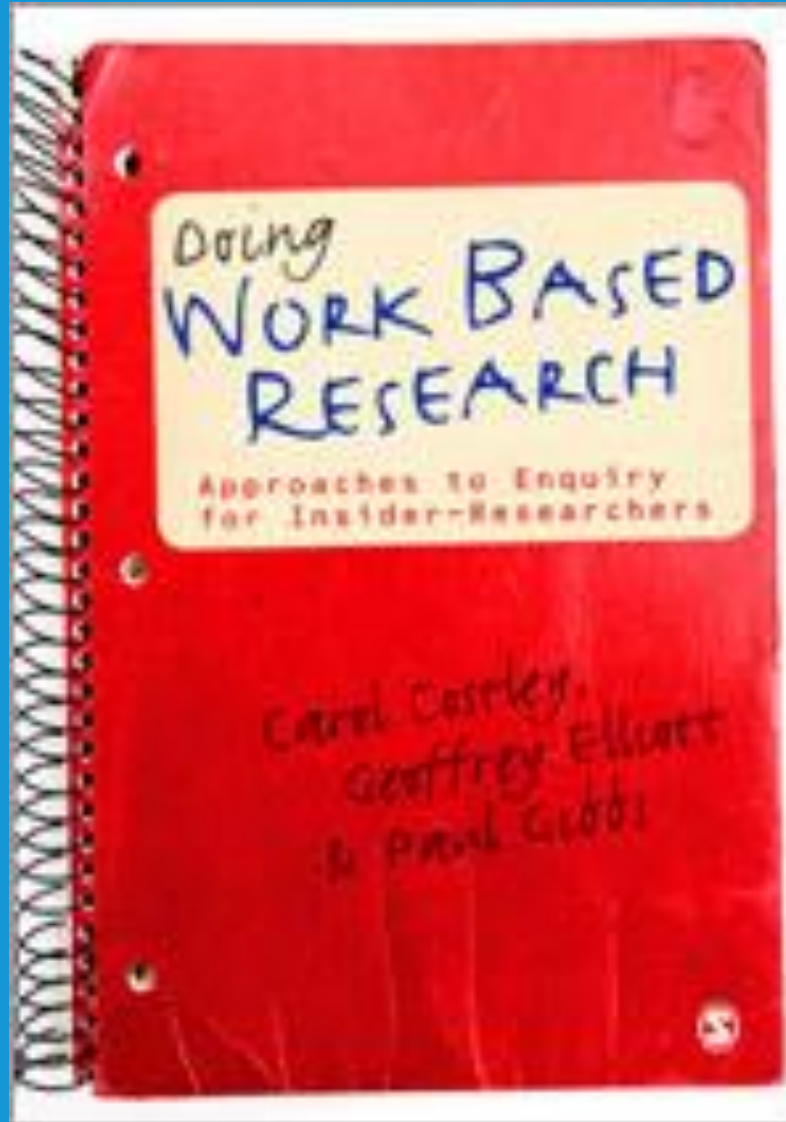 Doing
WORK BASED
RESEARCH
Approaches to Enquiry
for Insider-Researchers
Carol Costley,
Geoffrey Elliott
& Paul Gibbs